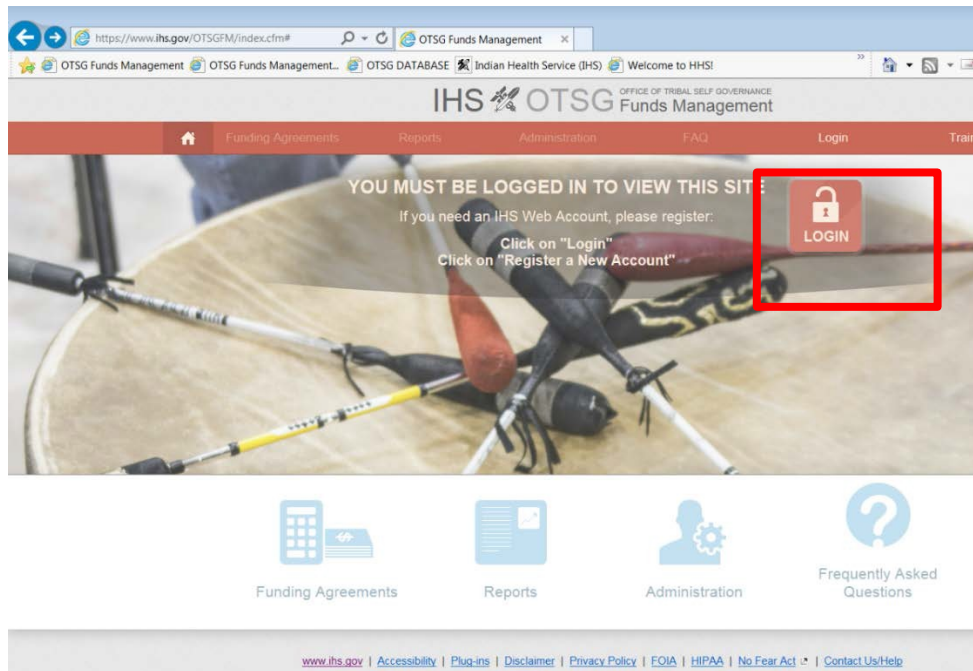 https://www.ihs.gov/OTSGFM/index.cfm#
OTSG Funds Management
OTSG Funds Management
OTSG Funds Management...
OTSG DATABASE
Indian Health Service (IHS)
Welcome to HHS!
IHS OTSG OFFICE OF TRIBAL SELF GOVERNANCE
Funds Management
Funding Agreements
Reports
Administration
FAQ
Login
YOU MUST BE LOGGED IN TO VIEW THIS SITE
If you need an IHS Web Account, please register:
Click on "Login"
Click on "Register a New Account"
LOGIN
Funding Agreements
Reports
Administration
Frequently Asked
Questions
www.ihs.gov | Accessibility | Plug-ins | Disclaimer | Privacy Policy | FOIA | HIPAA | No Fear Act | Contact Us/Help